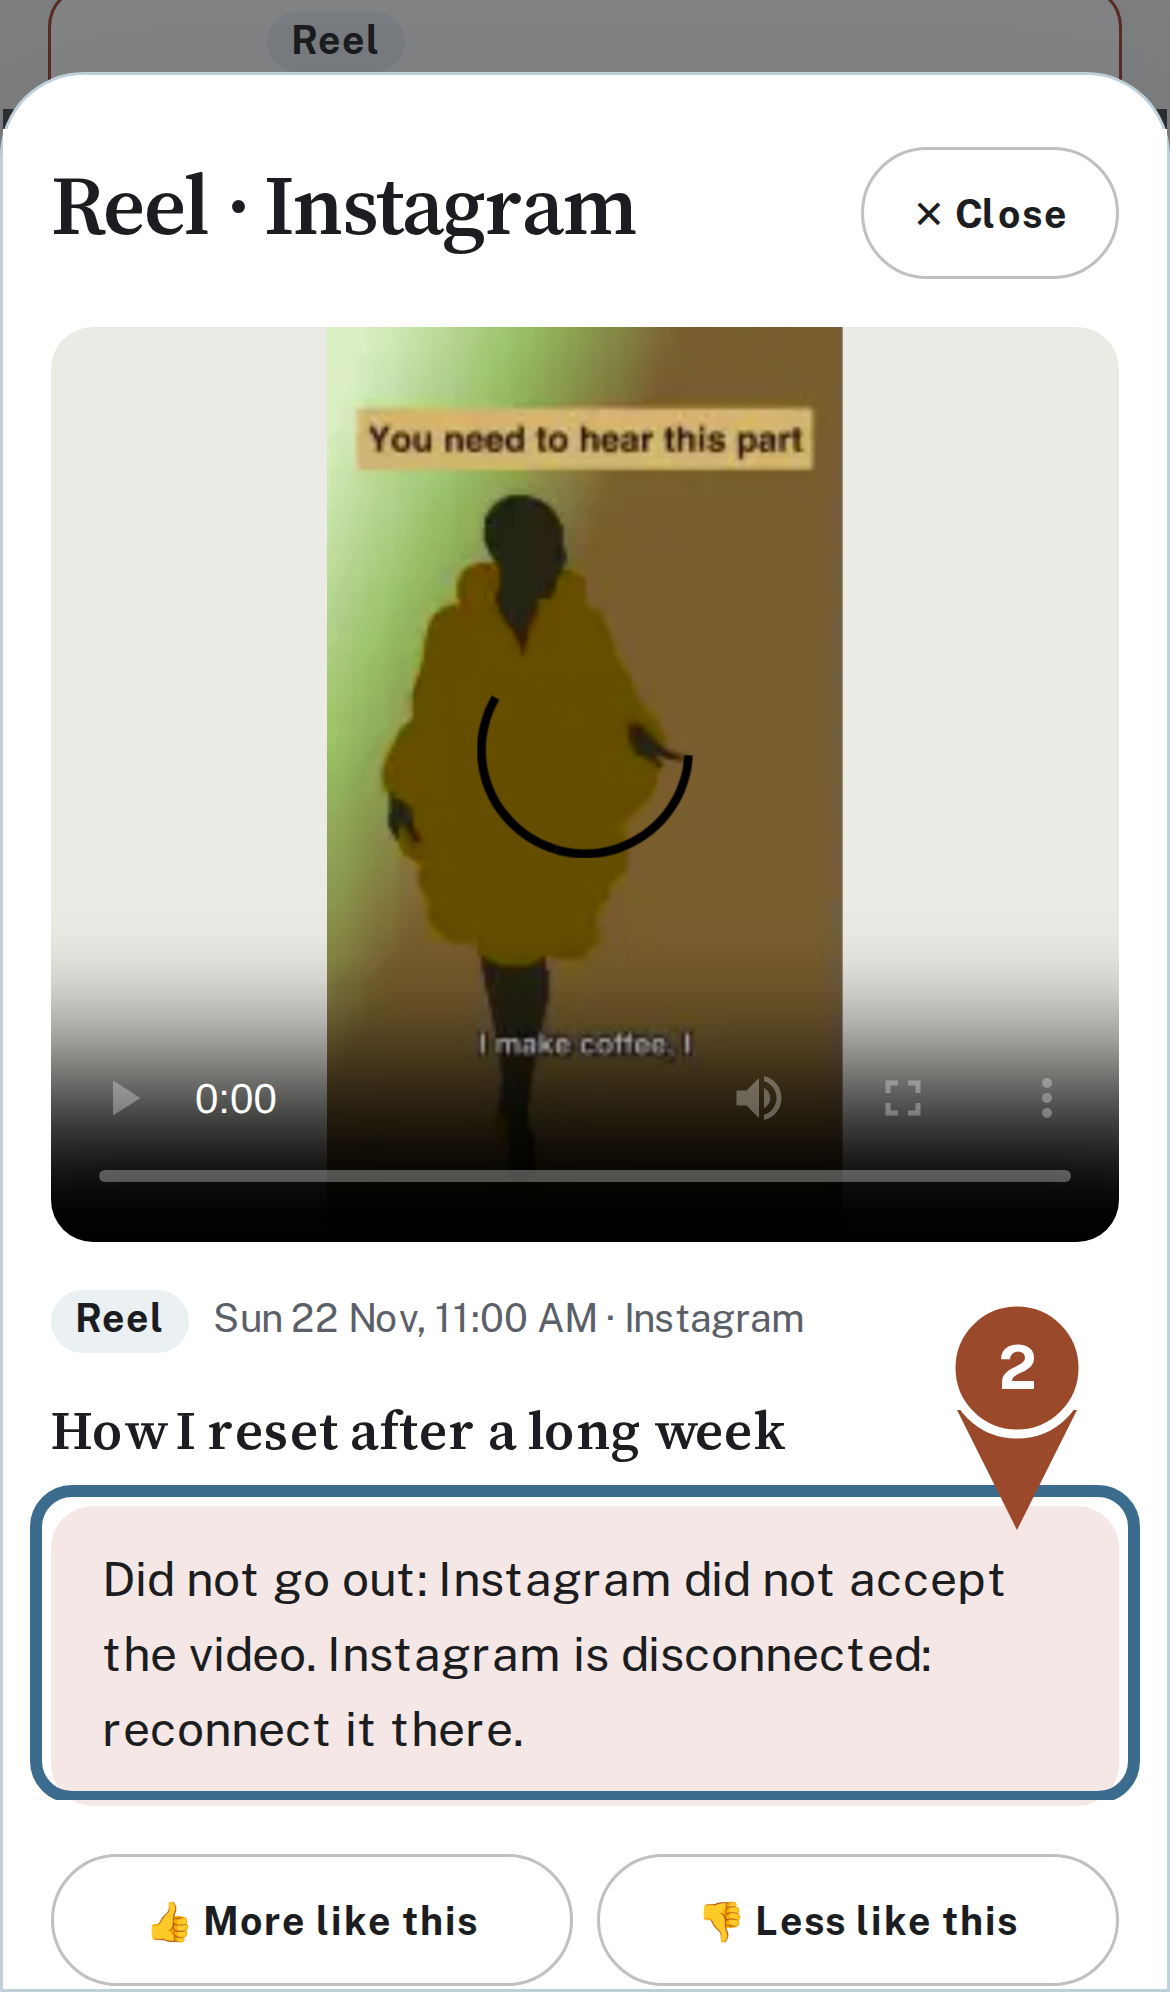 Reel
Reel · Instagram
× Close
You need to hear this part
I make coffee, I
0:00
Reel
Sun 22 Nov, 11:00 AM · Instagram
2
How I reset after a long week
Did not go out: Instagram did not accept
the video. Instagram is disconnected:
reconnect it there.
👍 More like this
👎 Less like this